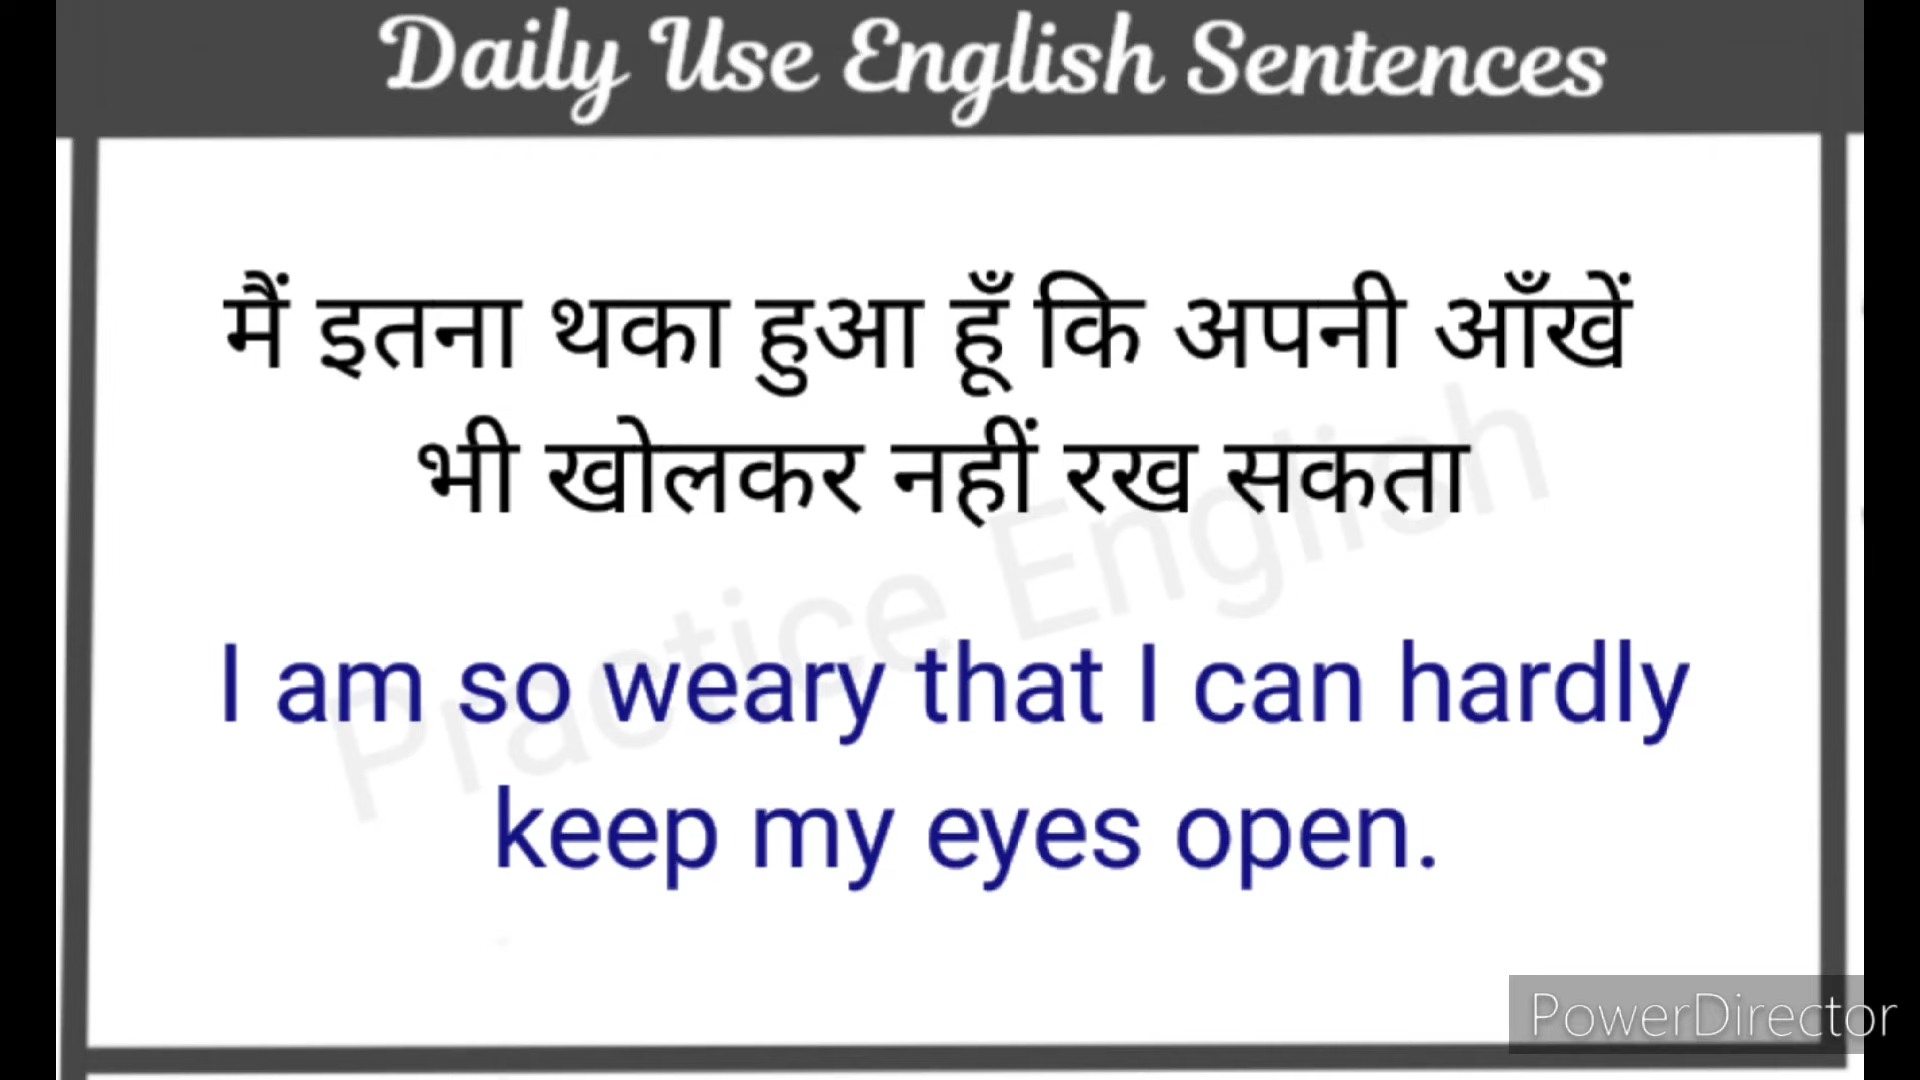 Daily Use English Sentences
मैं इतना थका हुआ हूँ कि अपनी आँखें
भी खोलकर नहीं रख सकता
Practice English
I am so weary that I can hardly
keep my eyes open.
PowerDirector